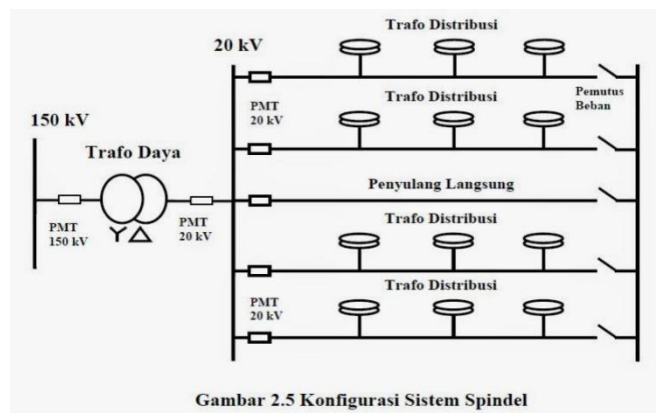 Trafo Distribusi
20 kV
PMT
20 kV
Pemutus
Beban
Trafo Distribusi
150 kV
Trafo Daya
Penyulang Langsung
PMT
150 kV
PMT
20 kV
Trafo Distribusi
Trafo Distribusi
PMT
20 kV
Gambar 2.5 Konfigurasi Sistem Spindel